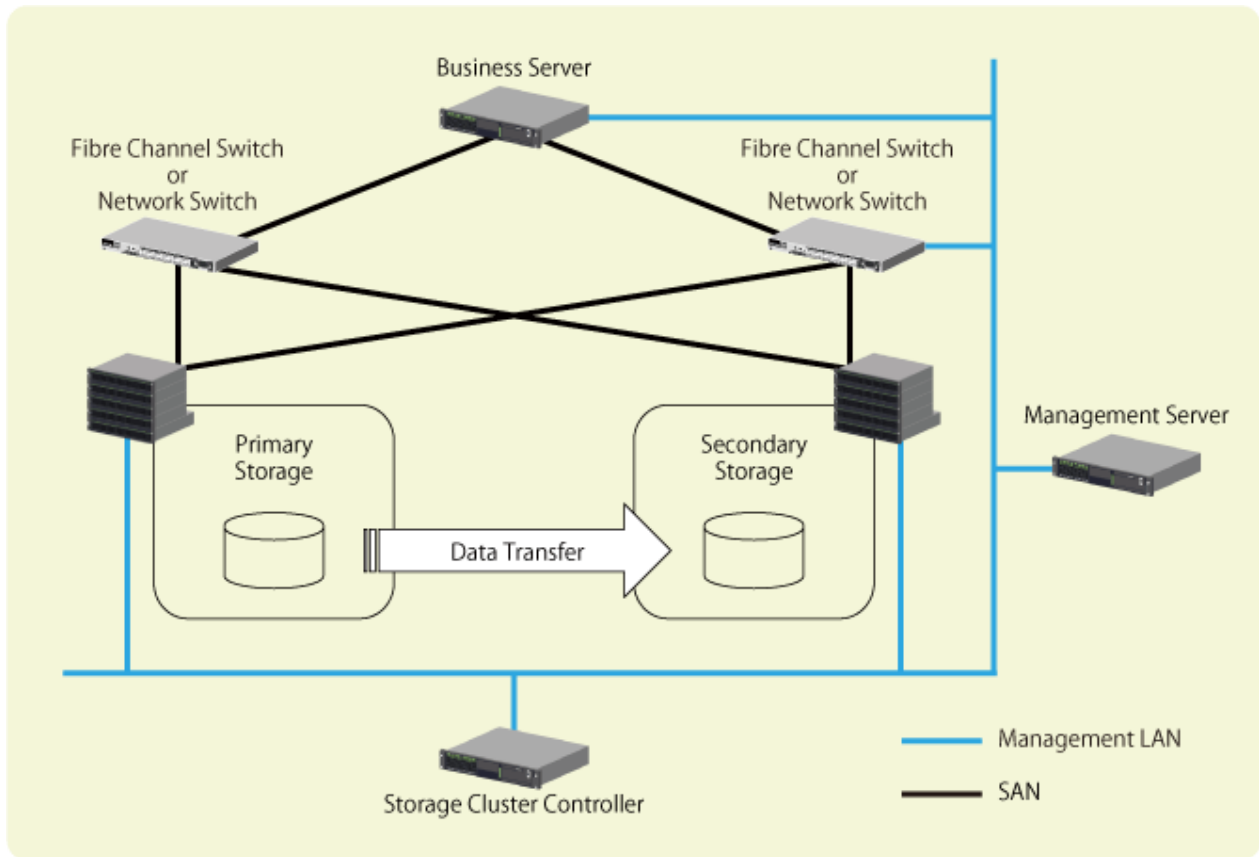 Business Server
Fibre Channel Switch
or
Network Switch
Fibre Channel Switch
or
Network Switch
Primary
Storage
Secondary
Storage
Management Server
Data Transfer
Storage Cluster Controller
Management LAN
SAN